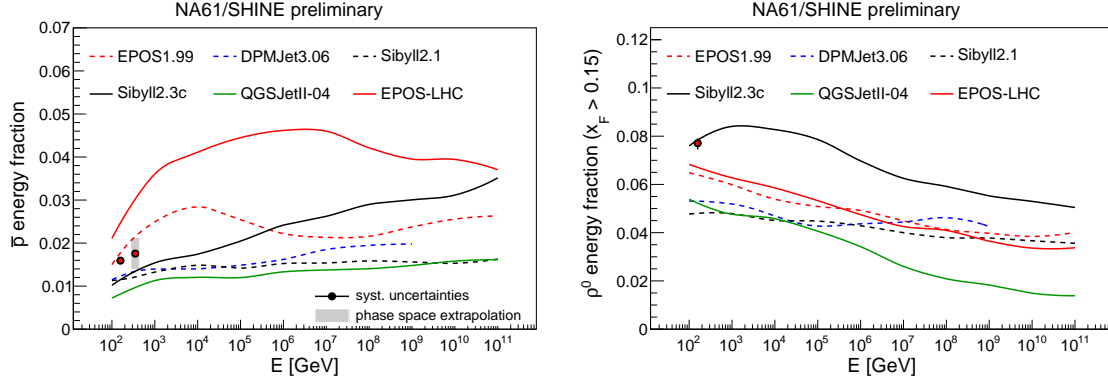 NA61/SHINE preliminary
0.07
0.06
0.05
0.04
0.03
0.02
0.01
0
p̅ energy fraction
EPOS1.99 DPMJet3.06 Sibyll2.1
Sibyll2.3c QGSJetII-04 EPOS-LHC
syst. uncertainties
phase space extrapolation
10² 10³ 10⁴ 10⁵ 10⁶ 10⁷ 10⁸ 10⁹ 10¹⁰ 10¹¹
E [GeV]
NA61/SHINE preliminary
0.12
0.1
0.08
0.06
0.04
0.02
0
ρ⁰ energy fraction (x_F > 0.15)
EPOS1.99 DPMJet3.06 Sibyll2.1
Sibyll2.3c QGSJetII-04 EPOS-LHC
10² 10³ 10⁴ 10⁵ 10⁶ 10⁷ 10⁸ 10⁹ 10¹⁰ 10¹¹
E [GeV]